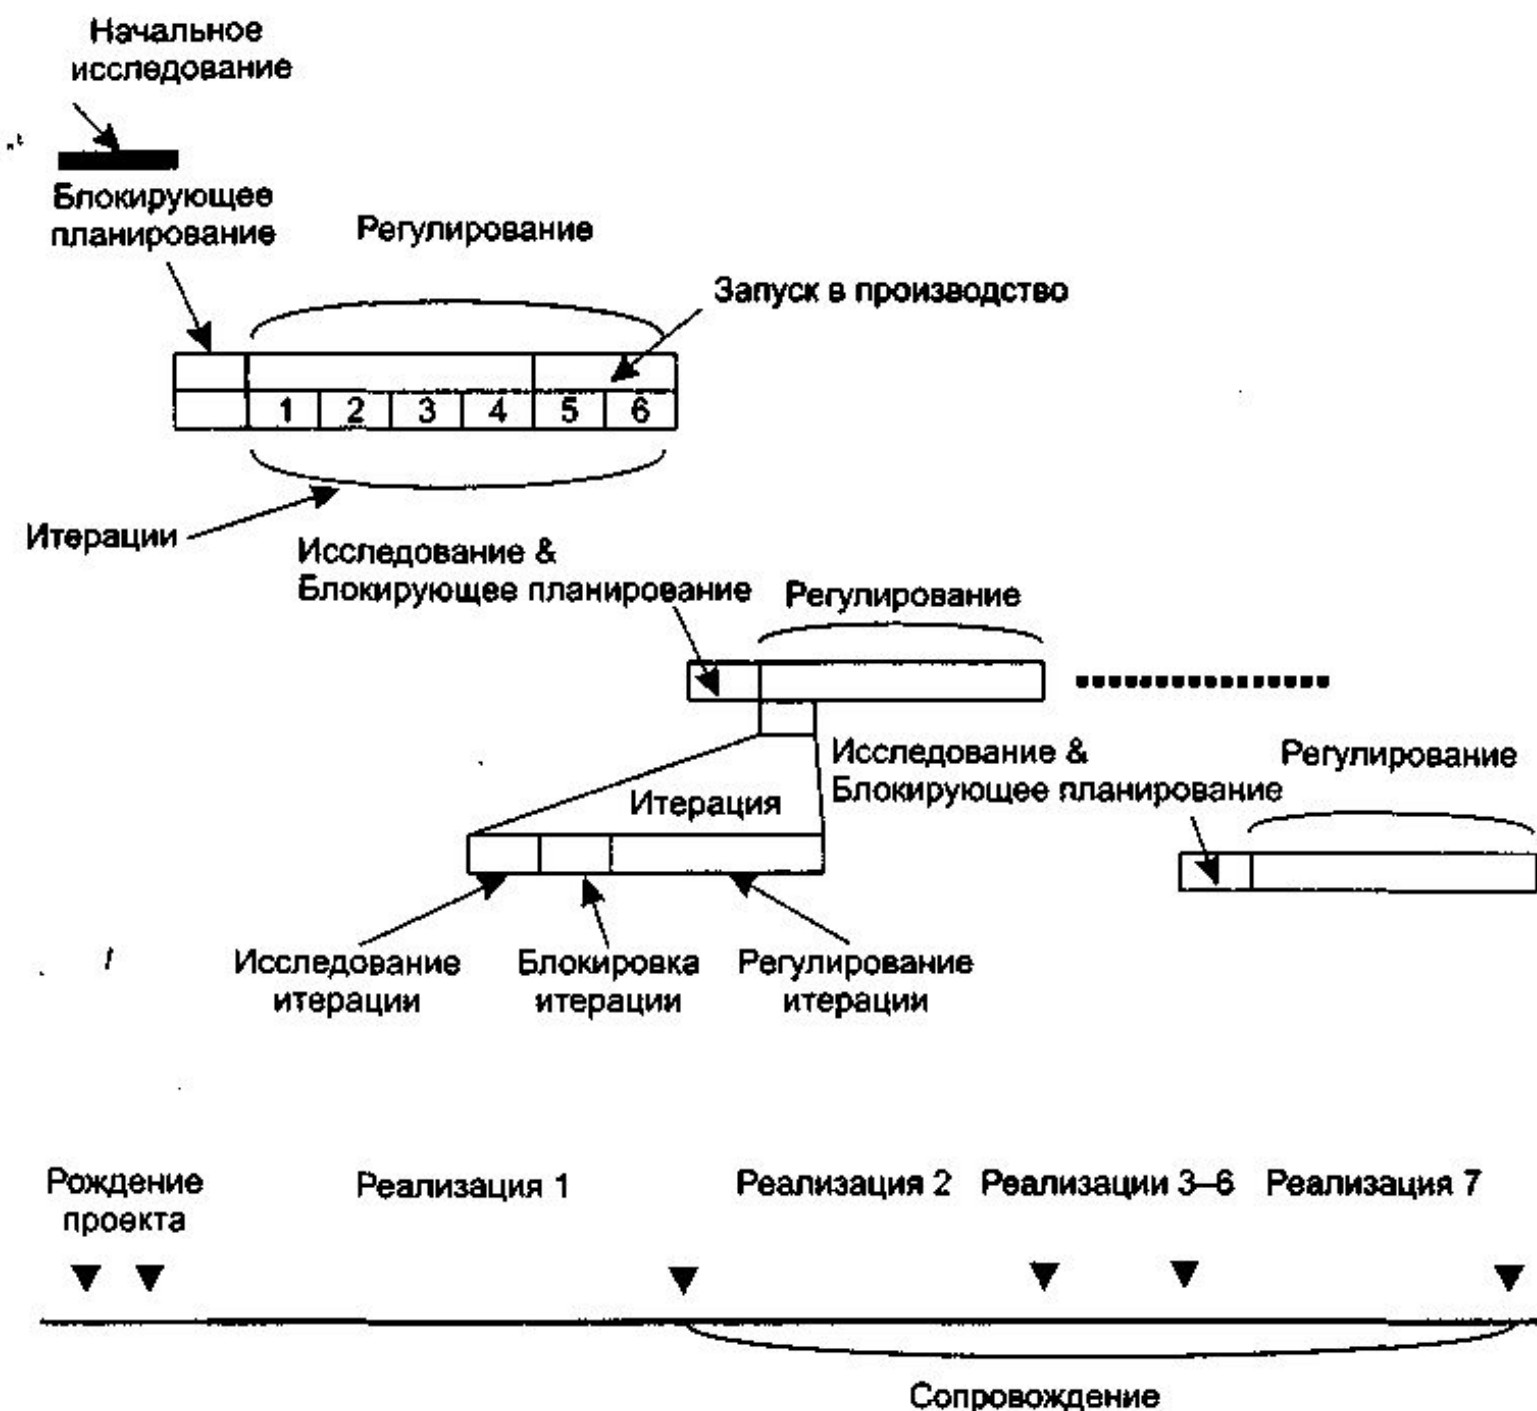 Начальное
исследование
Блокирующее
планирование
Регулирование
Запуск в производство
1 2 3 4 5 6
Итерации
Исследование &
Блокирующее планирование
Регулирование
Исследование &
Блокирующее планирование
Регулирование
Итерация
Исследование
итерации
Блокировка
итерации
Регулирование
итерации
Рождение
проекта
Реализация 1
Реализация 2
Реализации 3–6
Реализация 7
Сопровождение